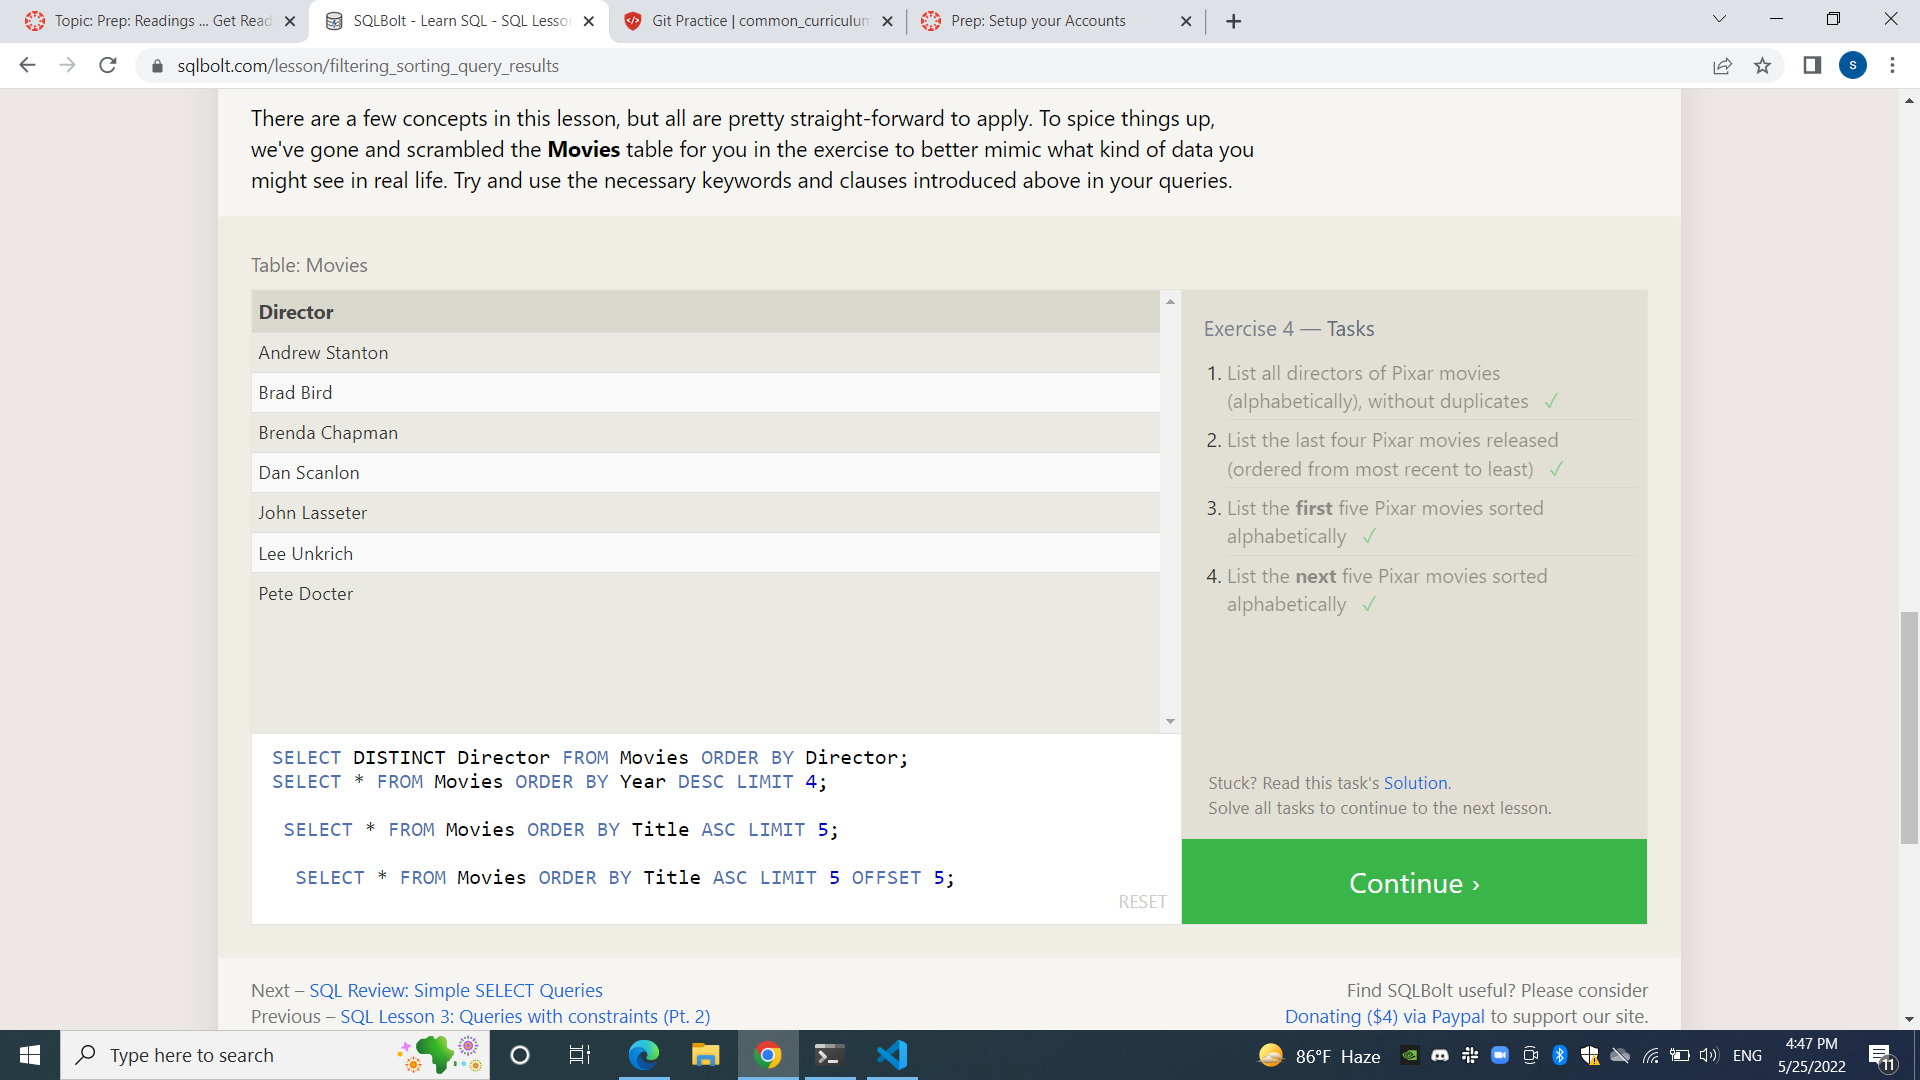 Topic: Prep: Readings ... Get Read
SQLBolt - Learn SQL - SQL Lesson
Git Practice | common_curriculum
Prep: Setup your Accounts
sqlbolt.com/lesson/filtering_sorting_query_results
S
There are a few concepts in this lesson, but all are pretty straight-forward to apply. To spice things up,
we've gone and scrambled the Movies table for you in the exercise to better mimic what kind of data you
might see in real life. Try and use the necessary keywords and clauses introduced above in your queries.
Table: Movies
Director
Andrew Stanton
Brad Bird
Brenda Chapman
Dan Scanlon
John Lasseter
Lee Unkrich
Pete Docter
SELECT DISTINCT Director FROM Movies ORDER BY Director;
SELECT * FROM Movies ORDER BY Year DESC LIMIT 4;
SELECT * FROM Movies ORDER BY Title ASC LIMIT 5;
SELECT * FROM Movies ORDER BY Title ASC LIMIT 5 OFFSET 5;
RESET
Exercise 4 — Tasks
1. List all directors of Pixar movies
(alphabetically), without duplicates ✓
2. List the last four Pixar movies released
(ordered from most recent to least) ✓
3. List the first five Pixar movies sorted
alphabetically ✓
4. List the next five Pixar movies sorted
alphabetically ✓
Stuck? Read this task's Solution.
Solve all tasks to continue to the next lesson.
Continue ›
Next – SQL Review: Simple SELECT Queries
Previous – SQL Lesson 3: Queries with constraints (Pt. 2)
Find SQLBolt useful? Please consider
Donating ($4) via Paypal to support our site.
Type here to search
86°F Haze
ENG
4:47 PM
5/25/2022
11